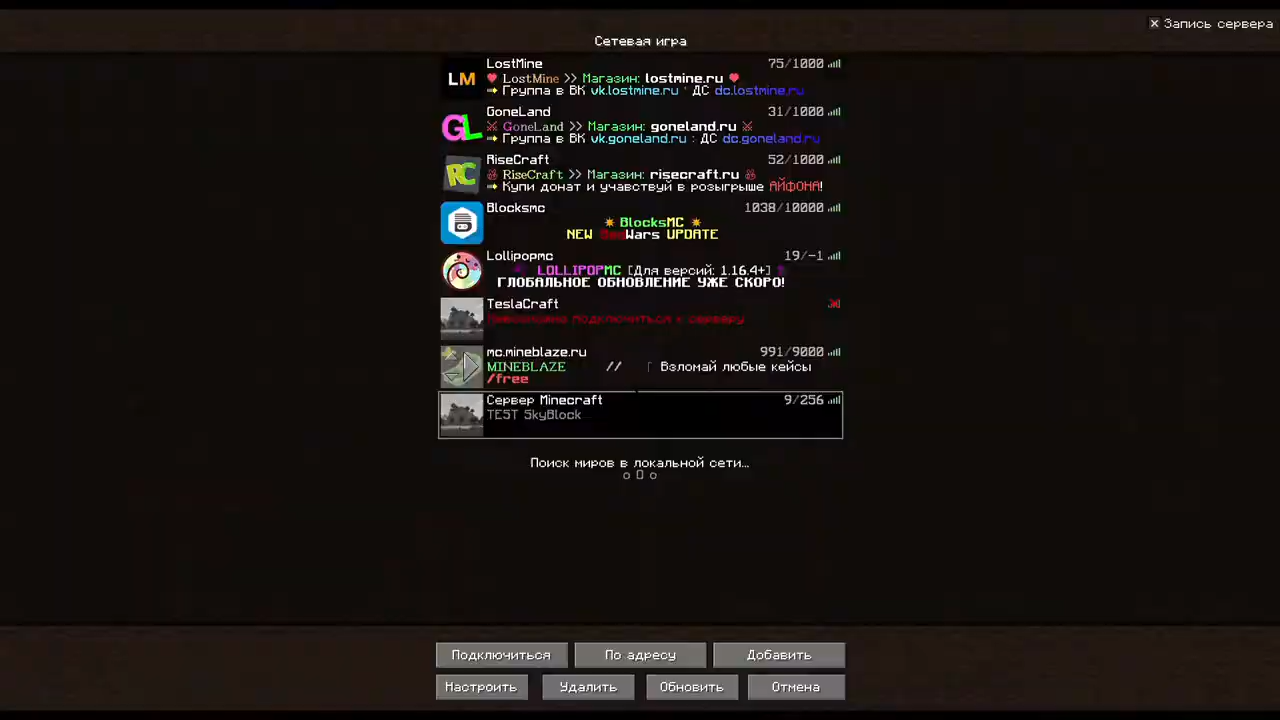 × Запись сервера
Сетевая игра
LostMine 75/1000
LM ♥ LostMine >> Магазин: lostmine.ru ♥
➡ Группа в ВК vk.lostmine.ru : ДС dc.lostmine.ru
GoneLand 31/1000
GL ⚔ GoneLand >> Магазин: goneland.ru ⚔
➡ Группа в ВК vk.goneland.ru : ДС dc.goneland.ru
RiseCraft 52/1000
RC RiseCraft >> Магазин: risecraft.ru
➡ Купи донат и учавствуй в розыгрыше АЙФОНА!
Blocksmc 1038/10000
☀ BlocksMC ☀
NEW Wars UPDATE
Lollipopmc 19/-1
LOLLIPOPMC [Для версий: 1.16.4+]
ГЛОБАЛЬНОЕ ОБНОВЛЕНИЕ УЖЕ СКОРО!
TeslaCraft
Невозможно подключиться к серверу
mc.mineblaze.ru 991/9000
MINEBLAZE // Взломай любые кейсы
/free
Сервер Minecraft 9/256
TEST SkyBlock
Поиск миров в локальной сети...
o O o
Подключиться По адресу Добавить
Настроить Удалить Обновить Отмена